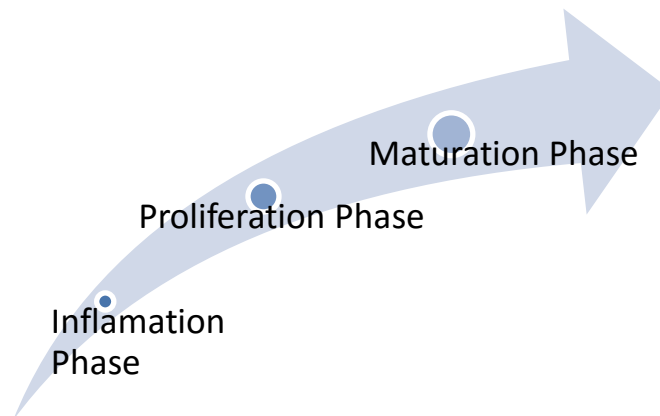 Maturation Phase
Proliferation Phase
Inflamation
Phase